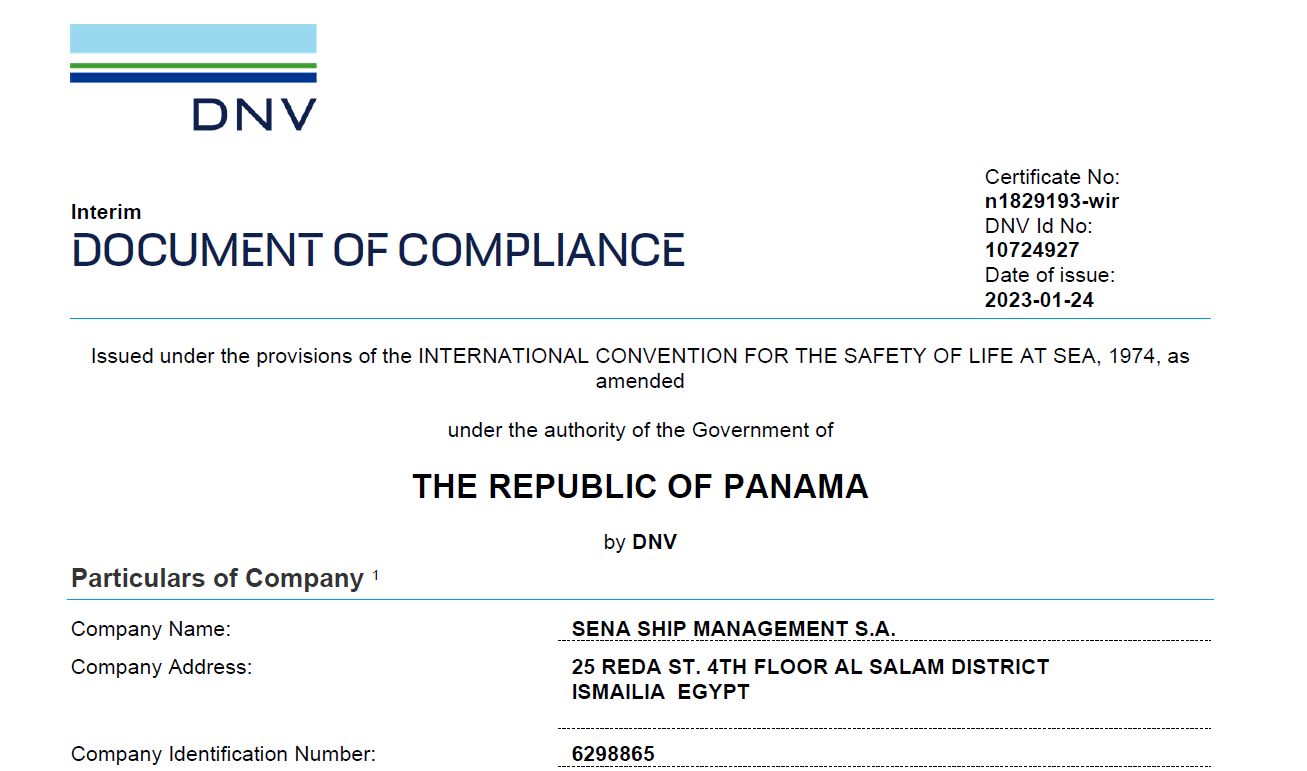 DNV
Certificate No:
n1829193-wir
DNV Id No:
10724927
Date of issue:
2023-01-24
Interim
DOCUMENT OF COMPLIANCE
Issued under the provisions of the INTERNATIONAL CONVENTION FOR THE SAFETY OF LIFE AT SEA, 1974, as
amended
under the authority of the Government of
THE REPUBLIC OF PANAMA
by DNV
Particulars of Company 1
Company Name: SENA SHIP MANAGEMENT S.A.
Company Address: 25 REDA ST. 4TH FLOOR AL SALAM DISTRICT
ISMAILIA EGYPT
Company Identification Number: 6298865